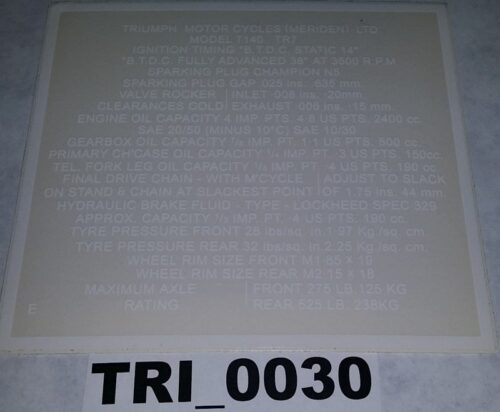 TRIUMPH MOTOR CYCLES (MERIDEN) LTD.
MODEL T140 - TR7
IGNITION TIMING °B.T.D.C. STATIC 14°
°B.T.D.C. FULLY ADVANCED 38° AT 3500 R.P.M
SPARKING PLUG CHAMPION N5
SPARKING PLUG GAP .025 ins. .635 mm.
VALVE ROCKER INLET .008 ins. .20mm.
CLEARANCES COLD EXHAUST .006 ins. .15 mm.
ENGINE OIL CAPACITY 4 IMP. PT. 4·8 US PTS. 2400 cc.
SAE 20/50 (MINUS 10°C) SAE 10/30
GEARBOX OIL CAPACITY IMP. PT. 1·1 US PTS. 500 cc.
PRIMARY CH'CASE OIL CAPACITY ¼ IMP PT. ·3 US PTS. 150cc.
TEL. FORK LEG OIL CAPACITY IMP. PT. ·4 US PTS. 190 cc
FINAL DRIVE CHAIN - WITH M'CYCLE ADJUST TO SLACK
ON STAND & CHAIN AT SLACKEST POINT OF 1.75 ins. 44 mm.
HYDRAULIC BRAKE FLUID - TYPE - LOCKHEED SPEC 329
APPROX. CAPACITY IMP. PT. ·4 US PTS. 190 cc
TYRE PRESSURE FRONT 28 lbs/sq. in. 1·97 Kg./sq. cm.
TYRE PRESSURE REAR 32 lbs/sq. in. 2.25 Kg./sq. cm.
WHEEL RIM SIZE FRONT M1·85 x 19
WHEEL RIM SIZE REAR M2·15 x 18
MAXIMUM AXLE FRONT 275 LB. 125 KG
RATING REAR 525 LB. 238KG
E
TRI_0030